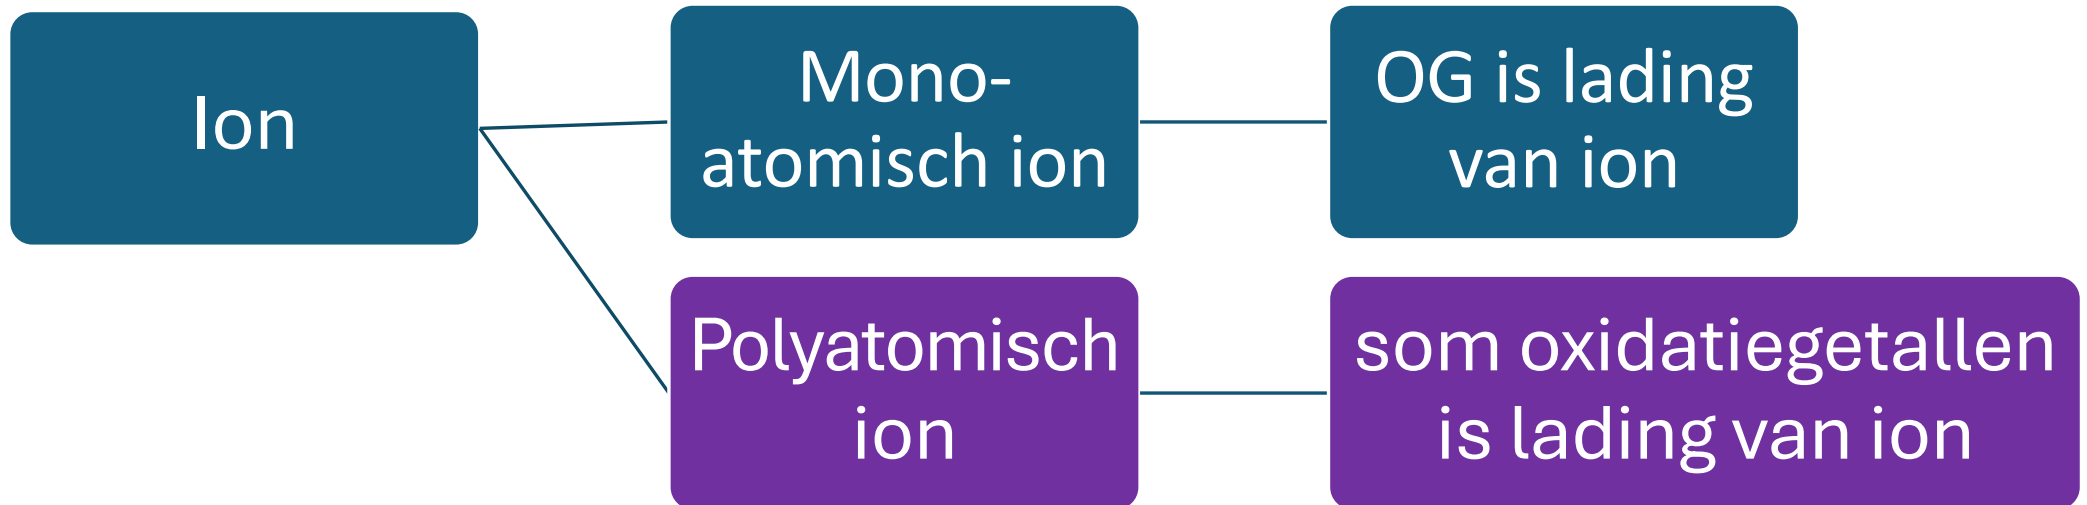 Ion
Mono-
atomisch ion
OG is lading
van ion
Polyatomisch
ion
som oxidatiegetallen
is lading van ion